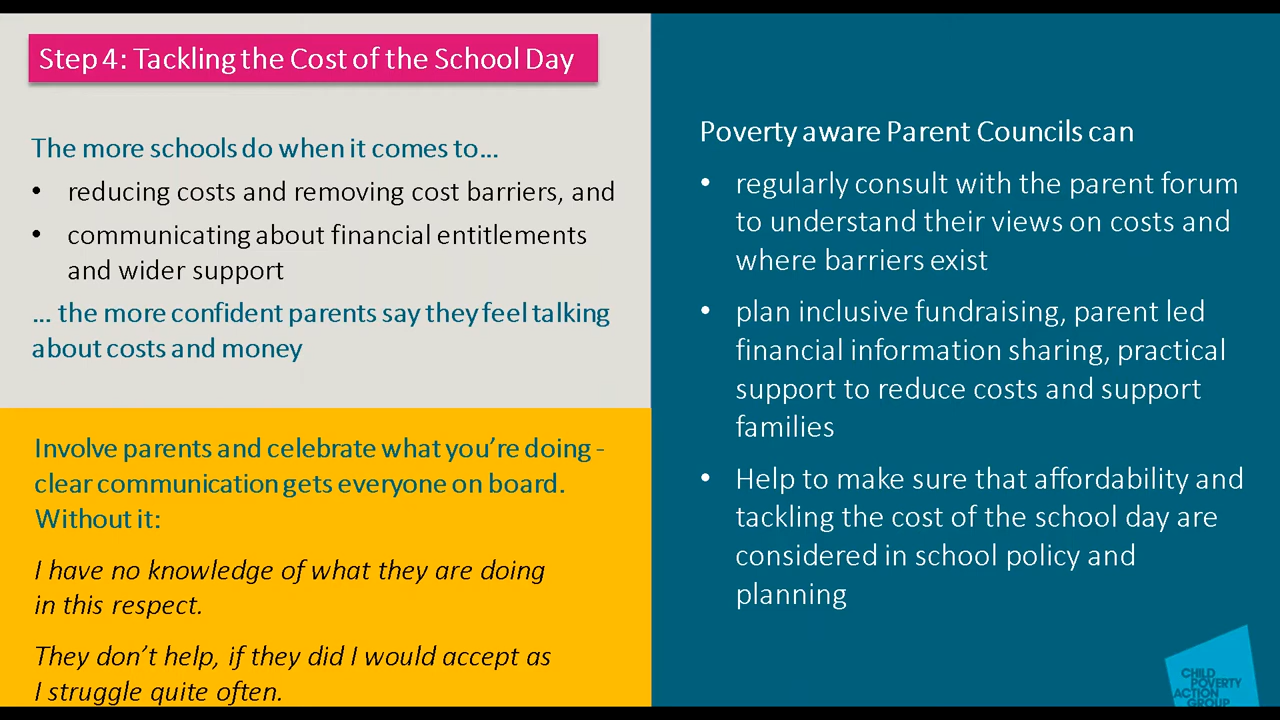 Step 4: Tackling the Cost of the School Day
The more schools do when it comes to...
• reducing costs and removing cost barriers, and
• communicating about financial entitlements
and wider support
... the more confident parents say they feel talking
about costs and money
Involve parents and celebrate what you’re doing -
clear communication gets everyone on board.
Without it:
I have no knowledge of what they are doing
in this respect.
They don’t help, if they did I would accept as
I struggle quite often.
Poverty aware Parent Councils can
• regularly consult with the parent forum
to understand their views on costs and
where barriers exist
• plan inclusive fundraising, parent led
financial information sharing, practical
support to reduce costs and support
families
• Help to make sure that affordability and
tackling the cost of the school day are
considered in school policy and
planning
CHILD
POVERTY
ACTION
GROUP